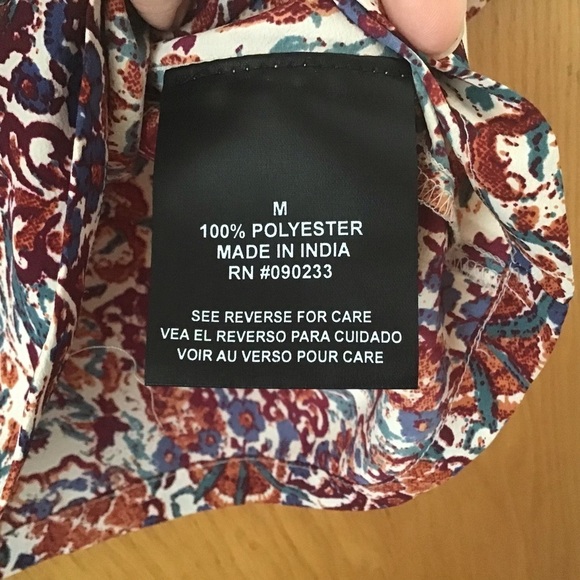 M
100% POLYESTER
MADE IN INDIA
RN #090233
SEE REVERSE FOR CARE
VEA EL REVERSO PARA CUIDADO
VOIR AU VERSO POUR CARE